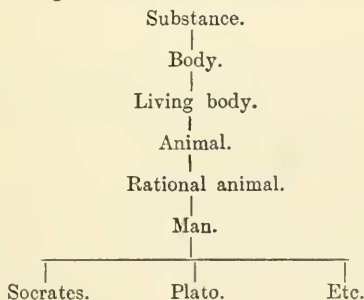 Substance.
Body.
Living body.
Animal.
Rational animal.
Man.
Socrates. Plato. Etc.